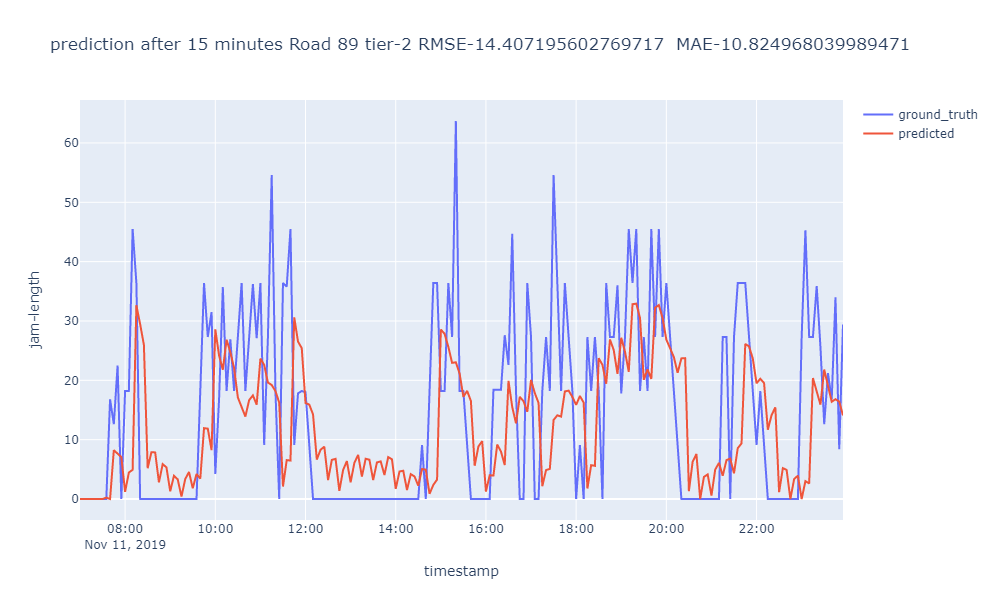 prediction after 15 minutes Road 89 tier-2 RMSE-14.407195602769717 MAE-10.824968039989471
ground_truth
predicted
60
50
40
30
20
10
0
jam-length
08:00 10:00 12:00 14:00 16:00 18:00 20:00 22:00
Nov 11, 2019
timestamp